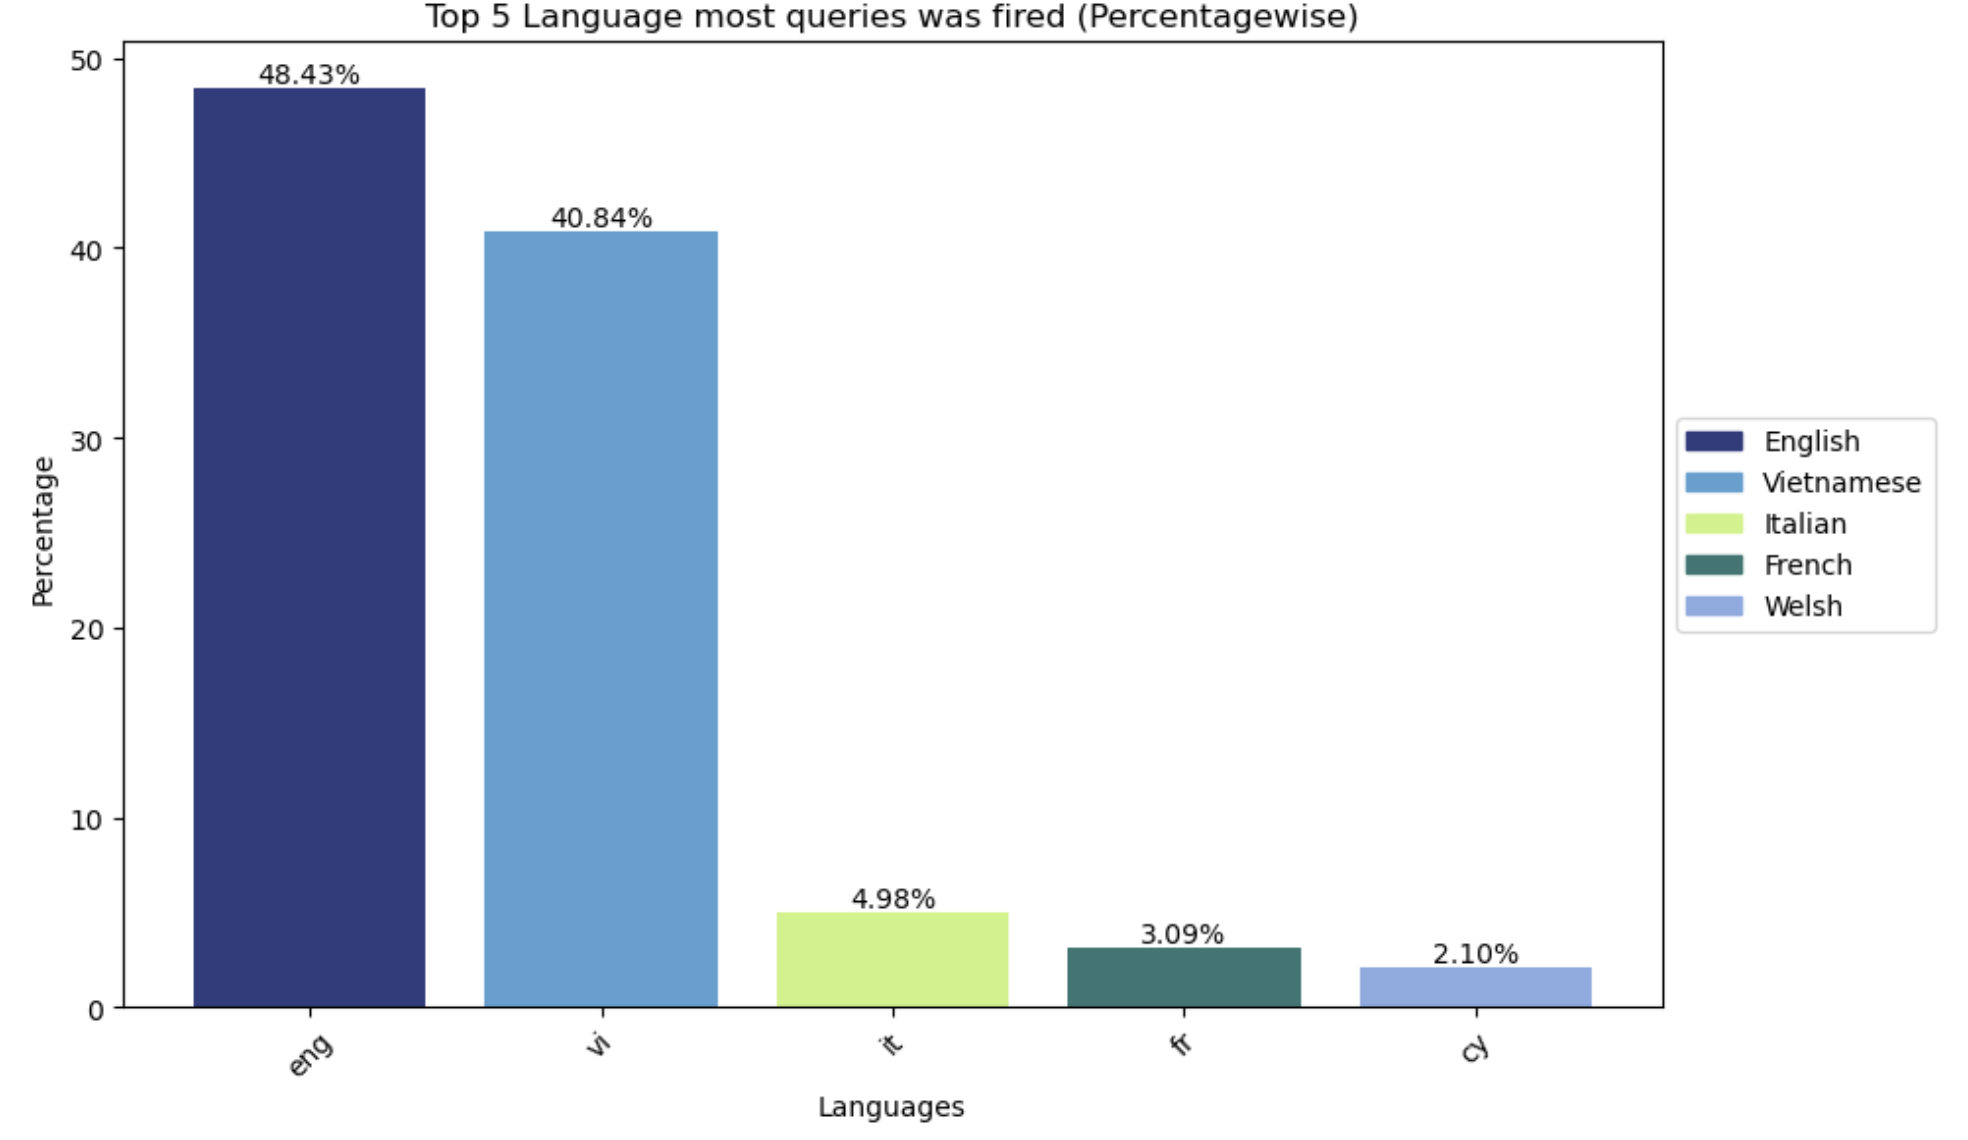 Top 5 Language most queries was fired (Percentagewise)
50
40
30
20
10
0
Percentage
48.43%
40.84%
4.98%
3.09%
2.10%
eng
vi
it
fr
cy
Languages
English
Vietnamese
Italian
French
Welsh